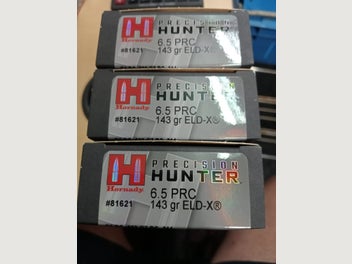 PRECISION
HUNTER
Hornady
6.5 PRC
#81621
143 gr ELD-X®
PRECISION
HUNTER
Hornady
6.5 PRC
#81621
143 gr ELD-X®
PRECISION
HUNTER
Hornady
6.5 PRC
#81621
143 gr ELD-X®